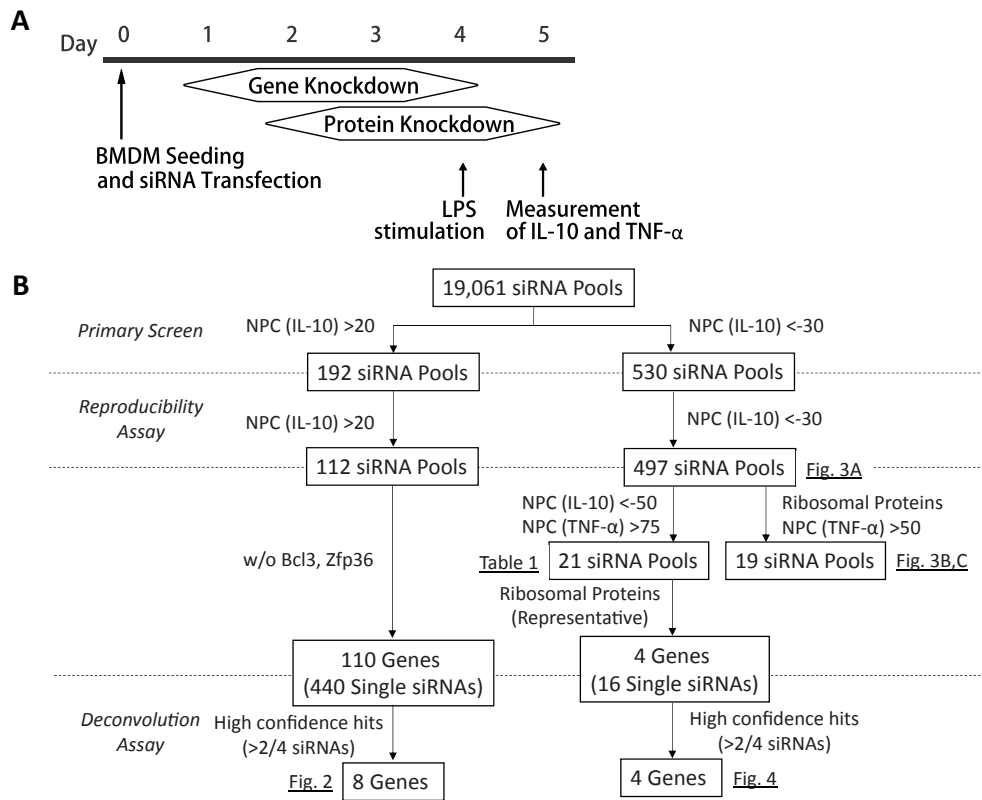 A
Day 0 1 2 3 4 5
Gene Knockdown
Protein Knockdown
BMDM Seeding
and siRNA Transfection
LPS
stimulation
Measurement
of IL-10 and TNF-α
B
19,061 siRNA Pools
Primary Screen
NPC (IL-10) >20
NPC (IL-10) <-30
192 siRNA Pools
530 siRNA Pools
Reproducibility
Assay
NPC (IL-10) >20
NPC (IL-10) <-30
112 siRNA Pools
497 siRNA Pools
Fig. 3A
NPC (IL-10) <-50
NPC (TNF-α) >75
Ribosomal Proteins
NPC (TNF-α) >50
w/o Bcl3, Zfp36
Table 1
21 siRNA Pools
19 siRNA Pools
Fig. 3B,C
Ribosomal Proteins
(Representative)
110 Genes
(440 Single siRNAs)
4 Genes
(16 Single siRNAs)
Deconvolution
Assay
High confidence hits
(>2/4 siRNAs)
High confidence hits
(>2/4 siRNAs)
Fig. 2
8 Genes
4 Genes
Fig. 4